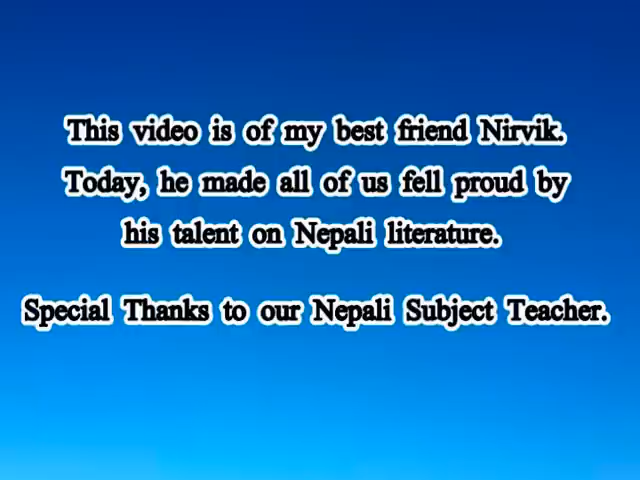 This video is of my best friend Nirvik.
Today, he made all of us fell proud by
his talent on Nepali literature.
Special Thanks to our Nepali Subject Teacher.